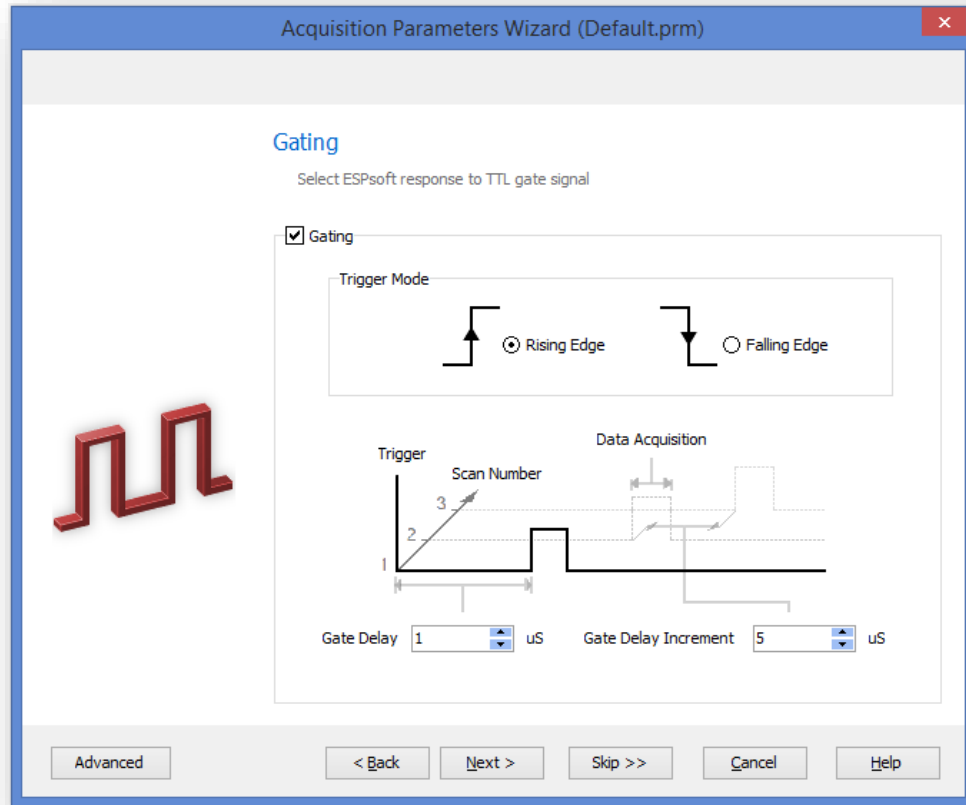 Acquisition Parameters Wizard (Default.prm)
Gating
Select ESPsoft response to TTL gate signal
Gating
Trigger Mode
Rising Edge
Falling Edge
Data Acquisition
Trigger
Scan Number
3
2
1
Gate Delay 1 uS Gate Delay Increment 5 uS
Advanced < Back Next > Skip >> Cancel Help